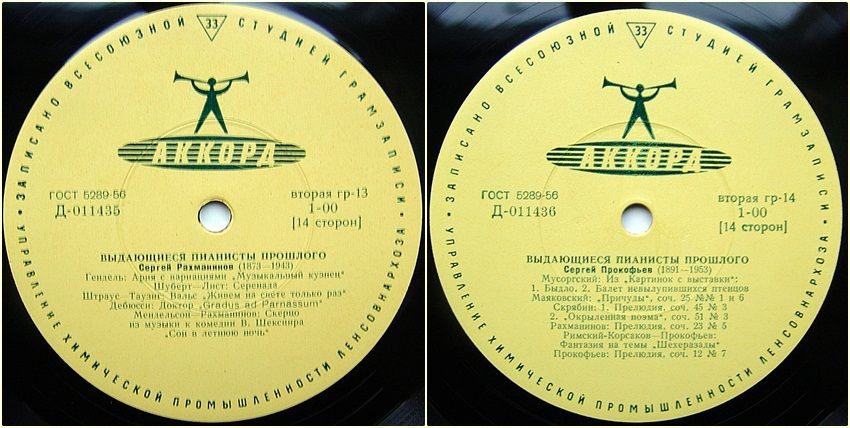 ЗАПИСАНО ВСЕСОЮЗНОЙ СТУДИЕЙ ГРАМЗАПИСИ
33
АККОРД
ГОСТ 5289-56
Д-011435
вторая гр-13
1-00
[14 сторон]
ВЫДАЮЩИЕСЯ ПИАНИСТЫ ПРОШЛОГО
Сергей Рахманинов (1873—1943)
Гендель: Ария с вариациями „Музыкальный кузнец“
Шуберт—Лист: Серенада
Штраус—Таузиг: Вальс „Живем на свете только раз“
Дебюсси: Доктор „Gradus ad Parnassum“
Мендельсон—Рахманинов: Скерцо
из музыки к комедии В. Шекспира
„Сон в летнюю ночь“
УПРАВЛЕНИЕ ХИМИЧЕСКОЙ ПРОМЫШЛЕННОСТИ ЛЕНСОВНАРХОЗА
ЗАПИСАНО ВСЕСОЮЗНОЙ СТУДИЕЙ ГРАМЗАПИСИ
33
АККОРД
ГОСТ 5289-56
Д-011436
вторая гр-14
1-00
[14 сторон]
ВЫДАЮЩИЕСЯ ПИАНИСТЫ ПРОШЛОГО
Сергей Прокофьев (1891—1953)
Мусоргский: Из „Картинок с выставки“:
1. Быдло. 2. Балет невылупившихся птенцов
Маяковский: „Причуды“, соч. 25 №№ 1 и 6
Скрябин: 1. Прелюдия, соч. 45 № 3
2. „Окрыленная поэма“, соч. 51 № 3
Рахманинов: Прелюдия, соч. 23 № 5
Римский-Корсаков—Прокофьев:
Фантазия на темы „Шехеразады“
Прокофьев: Прелюдия, соч. 12 № 7
УПРАВЛЕНИЕ ХИМИЧЕСКОЙ ПРОМЫШЛЕННОСТИ ЛЕНСОВНАРХОЗА